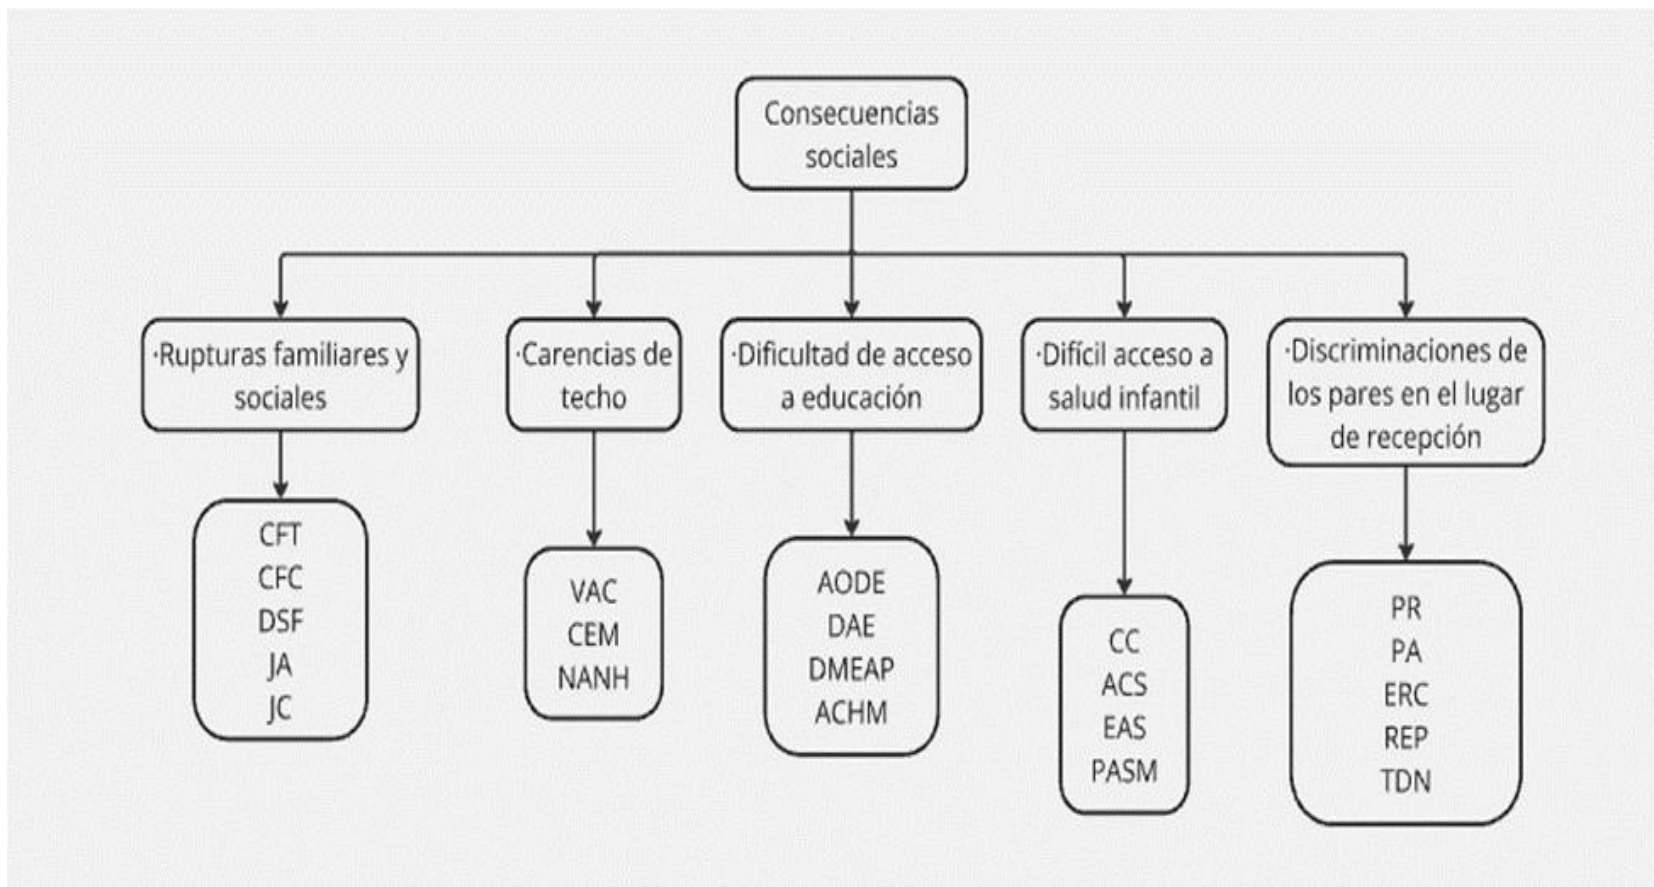 Consecuencias
sociales
·Rupturas familiares y
sociales
·Carencias de
techo
·Dificultad de acceso
a educación
·Difícil acceso a
salud infantil
·Discriminaciones de
los pares en el lugar
de recepción
CFT
CFC
DSF
JA
JC
VAC
CEM
NANH
AODE
DAE
DMEAP
ACHM
CC
ACS
EAS
PASM
PR
PA
ERC
REP
TDN